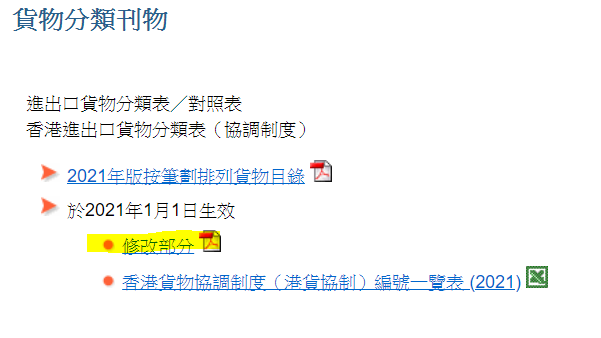 貨物分類刊物
進出口貨物分類表／對照表
香港進出口貨物分類表（協調制度）
2021年版按筆劃排列貨物目錄
於2021年1月1日生效
修改部分
香港貨物協調制度（港貨協制）編號一覽表 (2021)